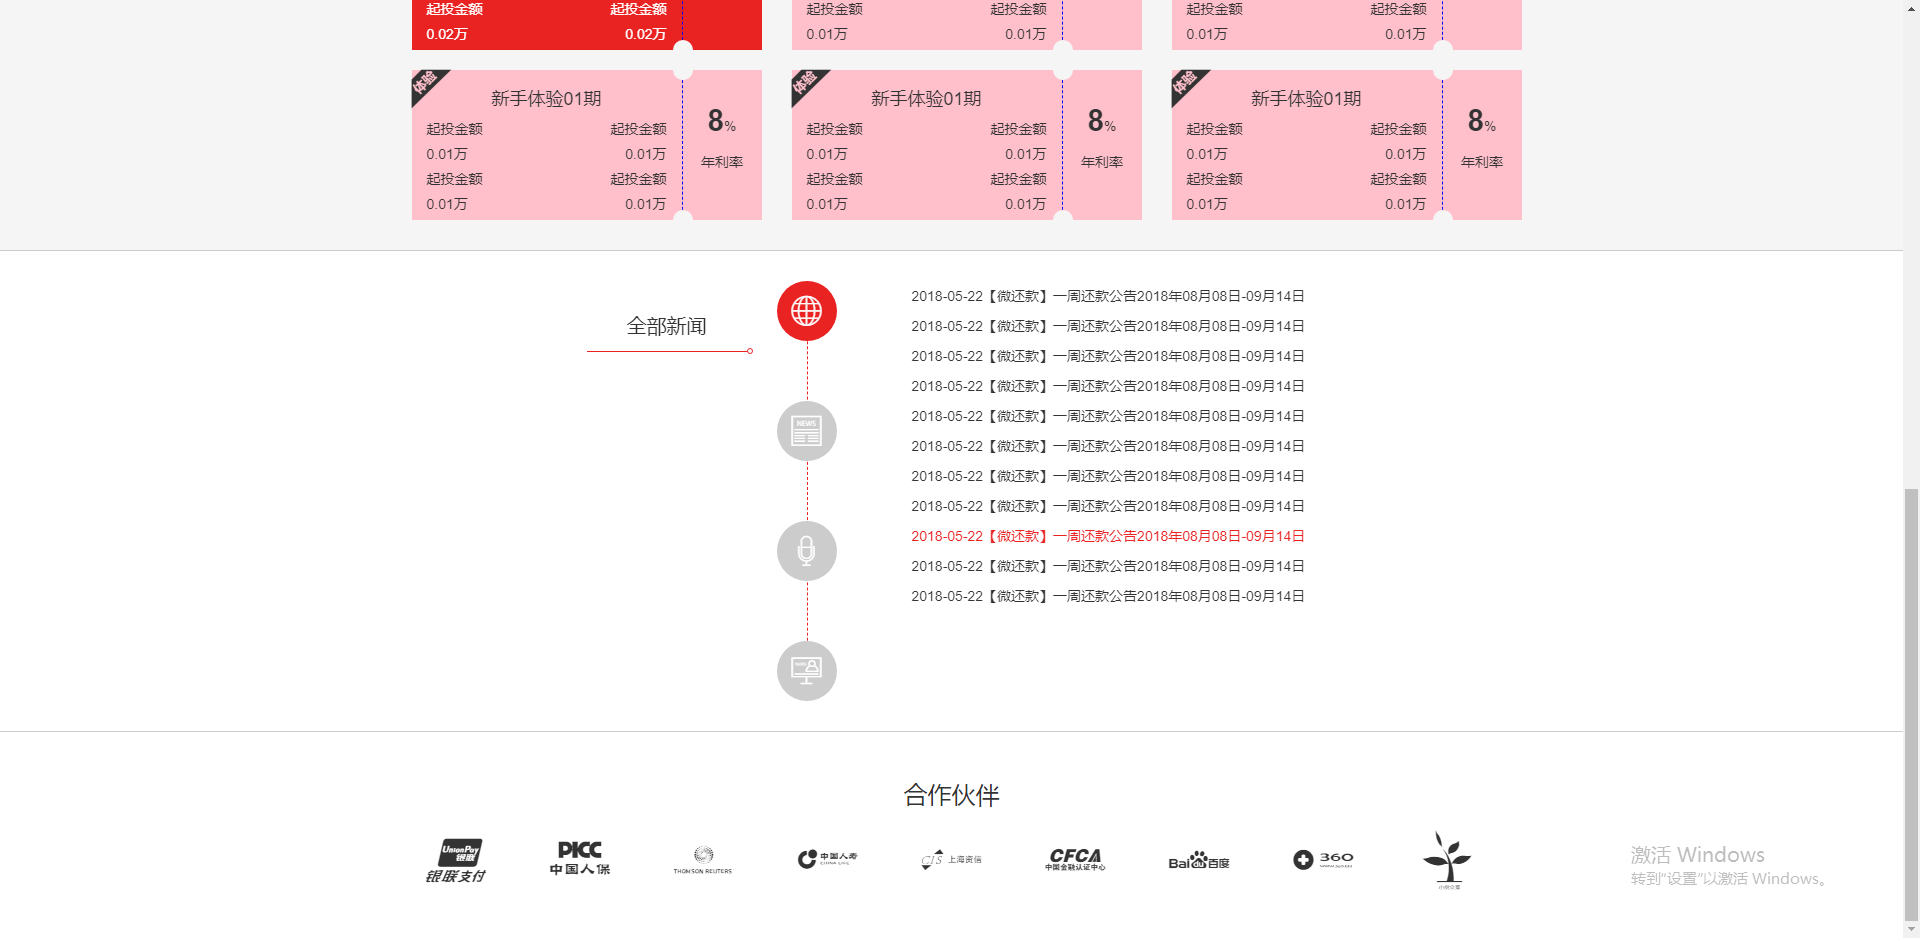 起投金额 起投金额 起投金额 起投金额 起投金额 起投金额
0.02万 0.02万 0.01万 0.01万 0.01万 0.01万
体验 体验 体验
新手体验01期 新手体验01期 新手体验01期
8% 8% 8%
起投金额 起投金额 起投金额 起投金额 起投金额 起投金额
0.01万 0.01万 0.01万 0.01万 0.01万 0.01万
年利率 年利率 年利率
起投金额 起投金额 起投金额 起投金额 起投金额 起投金额
0.01万 0.01万 0.01万 0.01万 0.01万 0.01万
全部新闻
NEWS
2018-05-22【微还款】一周还款公告2018年08月08日-09月14日
2018-05-22【微还款】一周还款公告2018年08月08日-09月14日
2018-05-22【微还款】一周还款公告2018年08月08日-09月14日
2018-05-22【微还款】一周还款公告2018年08月08日-09月14日
2018-05-22【微还款】一周还款公告2018年08月08日-09月14日
2018-05-22【微还款】一周还款公告2018年08月08日-09月14日
2018-05-22【微还款】一周还款公告2018年08月08日-09月14日
2018-05-22【微还款】一周还款公告2018年08月08日-09月14日
2018-05-22【微还款】一周还款公告2018年08月08日-09月14日
2018-05-22【微还款】一周还款公告2018年08月08日-09月14日
2018-05-22【微还款】一周还款公告2018年08月08日-09月14日
合作伙伴
UnionPay
银联
银联支付
PICC
中国人保
THOMSON REUTERS
中国人寿
CHINA LIFE
CIS 上海资信
CFCA
中国金融认证中心
Bai du 百度
360
激活 Windows
转到"设置"以激活 Windows。